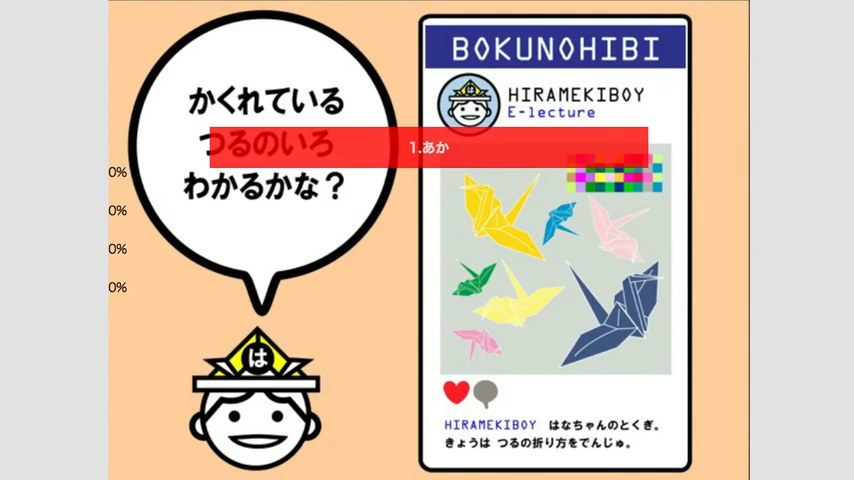 かくれている
つるのいろ
わかるかな？
1.あか
0%
0%
0%
0%
は
BOKUNOHIBI
は
HIRAMEKIBOY
E-lecture
HIRAMEKIBOY はなちゃんのとくぎ。
きょうは つるの折り方をでんじゅ。